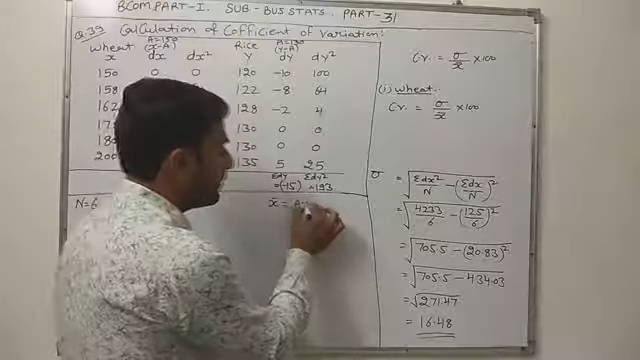 BCOM PART-I. SUB-BUS STATS. PART-31
Q.39 Calculation of Coefficient of Variation:
Wheat A=150 (x-A) Rice A=130 (Y-A)
x dx dx² Y dy dy²
150 0 0 120 -10 100
158 122 -8 64
162 128 -2 4
130 0 0
130 0 0
200 135 5 25
Σdy Σdy²
=(-15) =193
N=6 x̄ = A+
C.V. = σ/x̄ ×100
(i) Wheat
C.V. = σ/x̄ ×100
σ = √Σdx²/N - (Σdx/N)²
= √4233/6 - (125/6)²
= √705.5 - (20.83)²
= √705.5 - 434.03
= √271.47
= 16.48